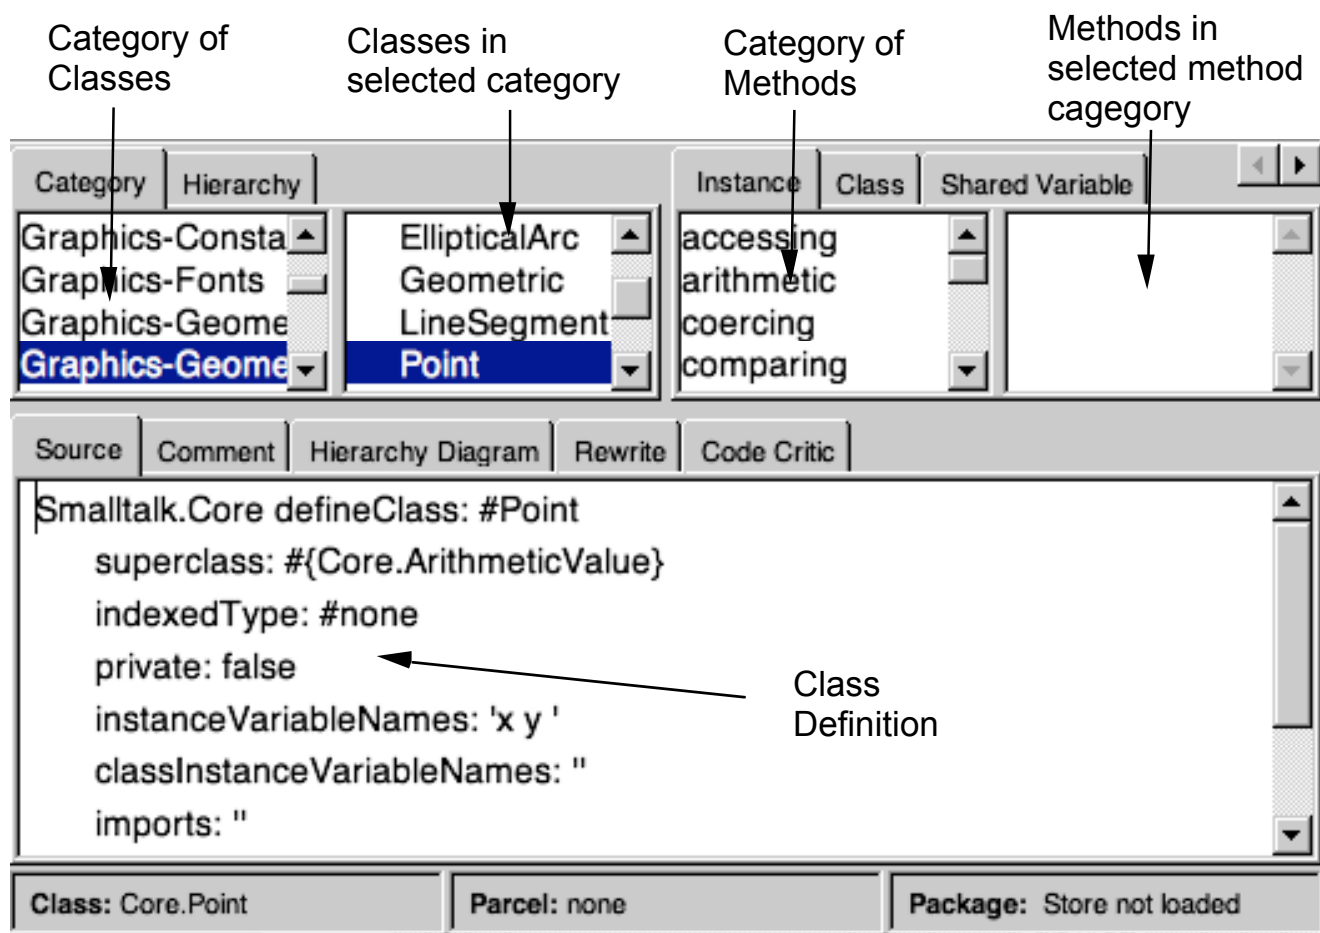 Category of
Classes
Classes in
selected category
Category of
Methods
Methods in
selected method
cagegory
Category
Hierarchy
Instance
Class
Shared Variable
Graphics-Consta
Graphics-Fonts
Graphics-Geome
Graphics-Geome
EllipticalArc
Geometric
LineSegment
Point
accessing
arithmetic
coercing
comparing
Source
Comment
Hierarchy Diagram
Rewrite
Code Critic
Smalltalk.Core defineClass: #Point
superclass: #{Core.ArithmeticValue}
indexedType: #none
private: false
instanceVariableNames: 'x y '
classInstanceVariableNames: ''
imports: ''
Class
Definition
Class: Core.Point
Parcel: none
Package: Store not loaded